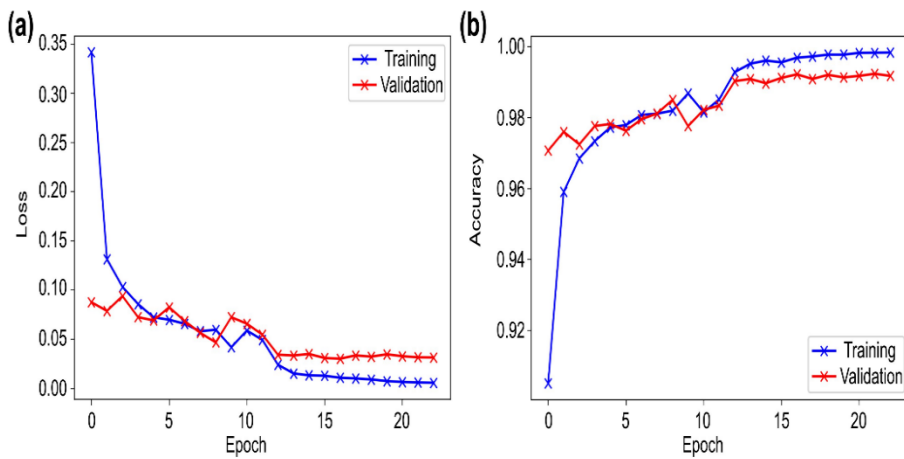 (a)
0.35
0.30
0.25
0.20
0.15
0.10
0.05
0.00
Loss
0 5 10 15 20
Epoch
Training
Validation
(b)
1.00
0.98
0.96
0.94
0.92
Accuracy
0 5 10 15 20
Epoch
Training
Validation